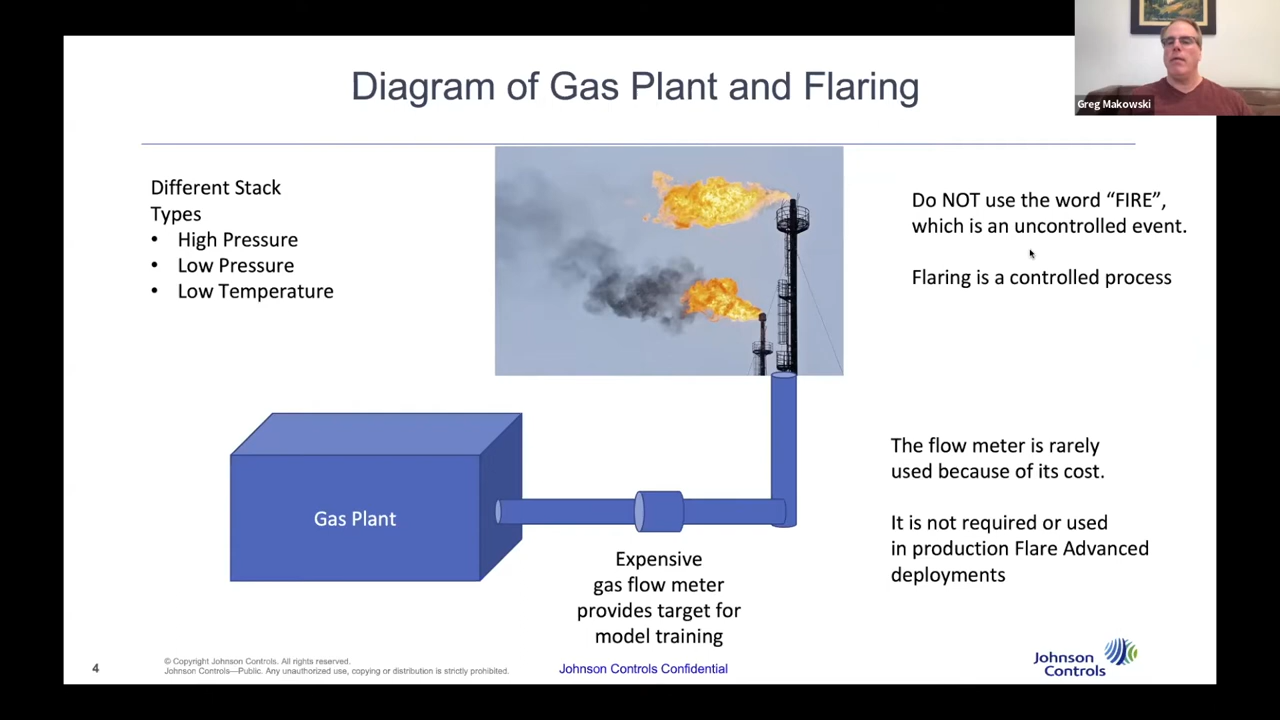 Diagram of Gas Plant and Flaring
Greg Makowski
Different Stack
Types
• High Pressure
• Low Pressure
• Low Temperature
Do NOT use the word “FIRE”,
which is an uncontrolled event.
Flaring is a controlled process
Gas Plant
Expensive
gas flow meter
provides target for
model training
The flow meter is rarely
used because of its cost.
It is not required or used
in production Flare Advanced
deployments
4
© Copyright Johnson Controls. All rights reserved.
Johnson Controls—Public. Any unauthorized use, copying or distribution is strictly prohibited.
Johnson Controls Confidential
Johnson
Controls